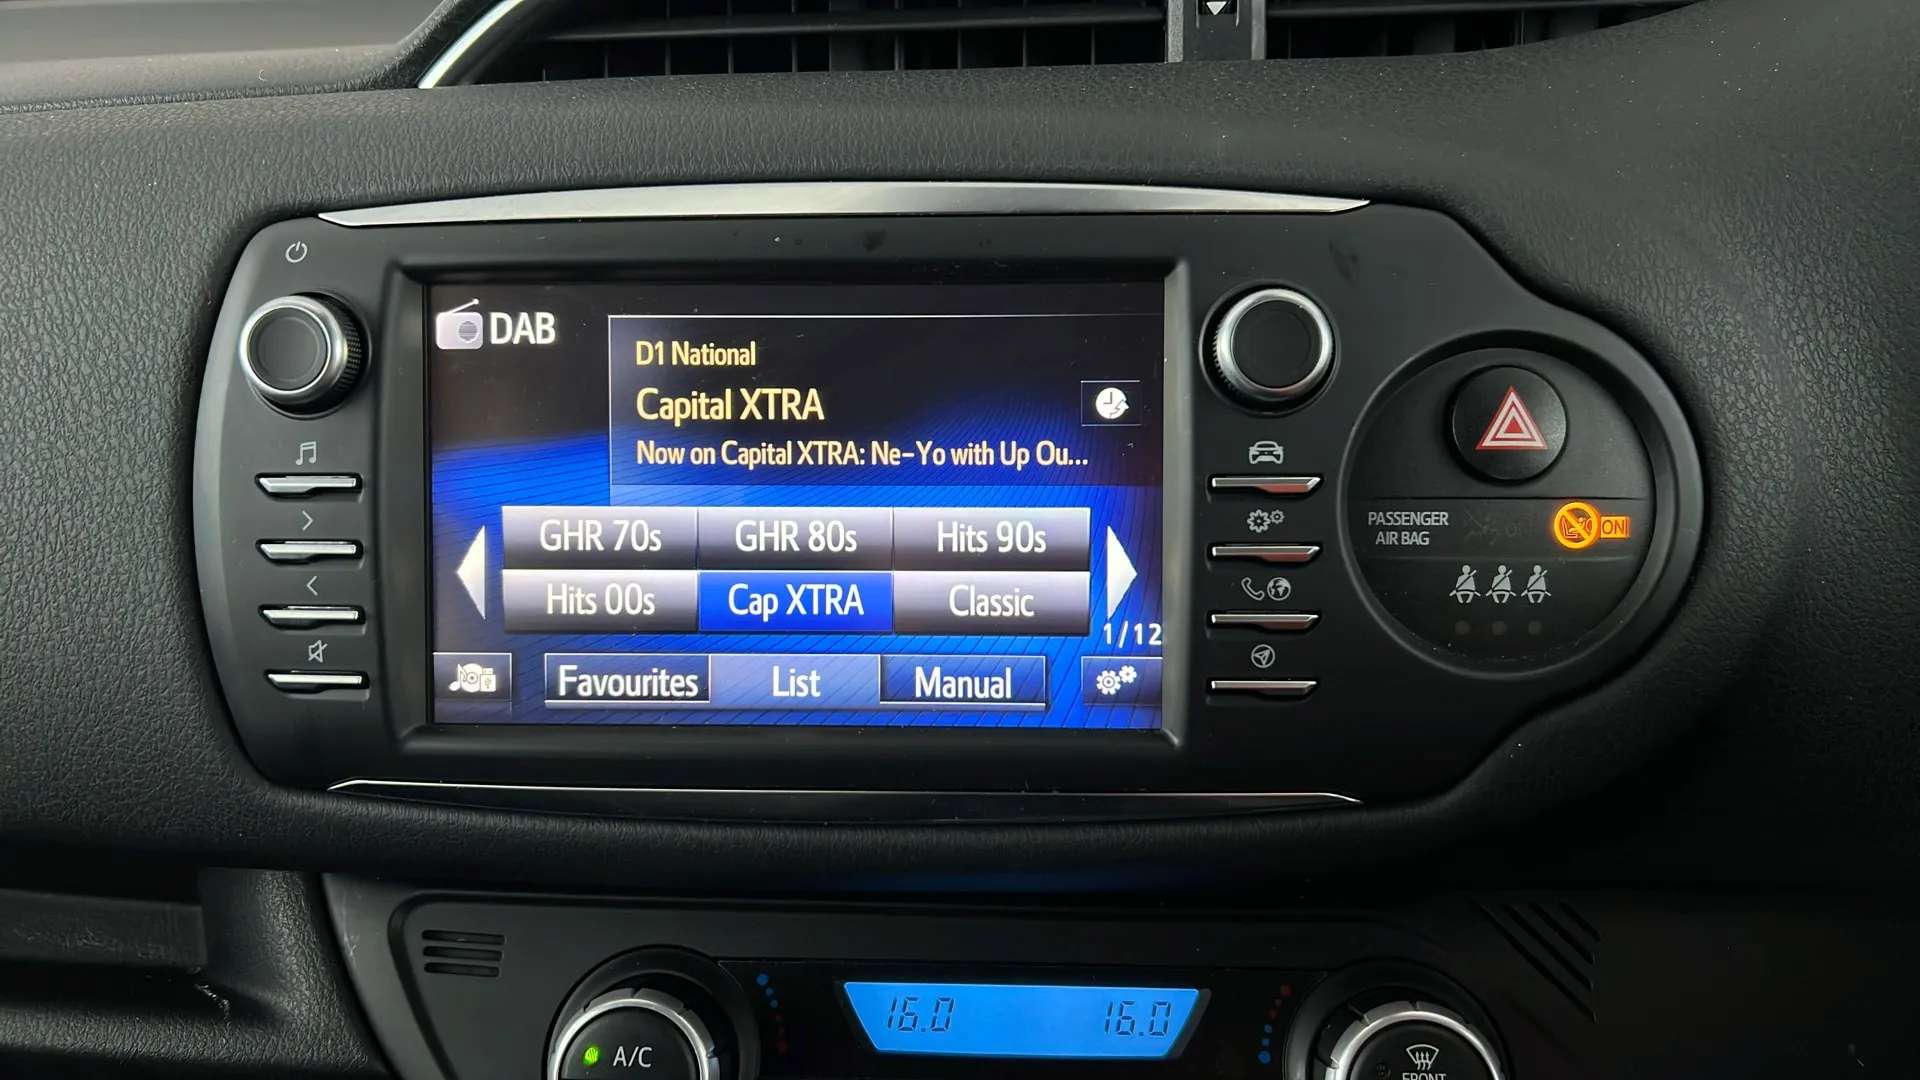 DAB
D1 National
Capital XTRA
Now on Capital XTRA: Ne-Yo with Up Ou...
GHR 70s
GHR 80s
Hits 90s
Hits 00s
Cap XTRA
Classic
1/12
Favourites
List
Manual
PASSENGER
AIR BAG
ON
16.0
16.0
A/C
FRONT